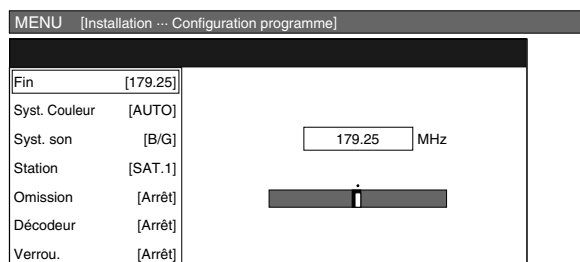 MENU [Installation ··· Configuration programme]
Fin [179.25]
Syst. Couleur [AUTO]
Syst. son [B/G]
179.25 MHz
Station [SAT.1]
Omission [Arrêt]
Décodeur [Arrêt]
Verrou. [Arrêt]